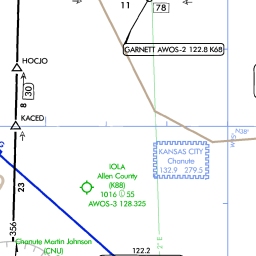 11
78
GARNETT AWOS-2 122.8 K68
HOCJO
8
30
KACED
KANSAS CITY
Chanute
132.9 279.5
IOLA
Allen County
(K88)
1016 Ⓛ 55
AWOS-3 128.325
23
356
Chanute Martin Johnson
(CNU)
122.2